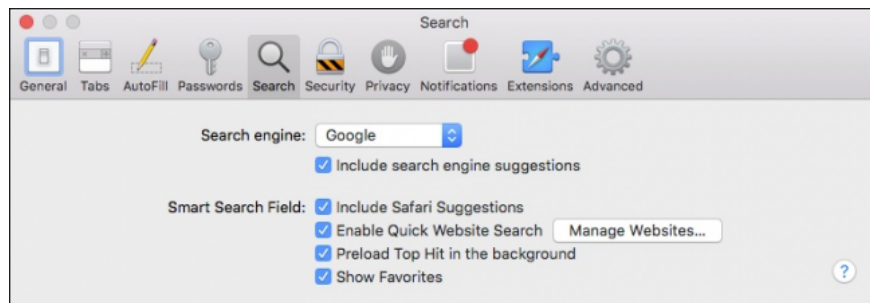 Search
General Tabs AutoFill Passwords Search Security Privacy Notifications Extensions Advanced
Search engine: Google
Include search engine suggestions
Smart Search Field: Include Safari Suggestions
Enable Quick Website Search Manage Websites...
Preload Top Hit in the background
Show Favorites
?